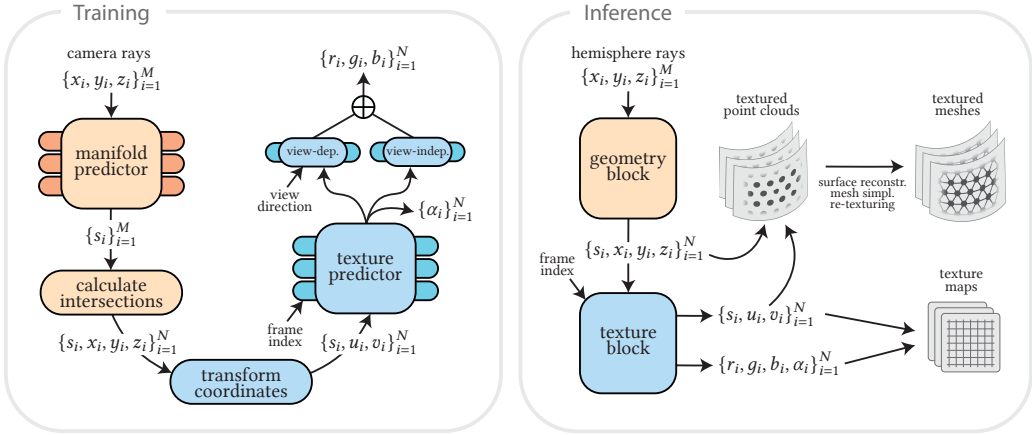 Training
camera rays
{x_i, y_i, z_i}_{i=1}^M
manifold
predictor
{s_i}_{i=1}^M
calculate
intersections
{s_i, x_i, y_i, z_i}_{i=1}^N
transform
coordinates
{s_i, u_i, v_i}_{i=1}^N
frame
index
texture
predictor
{α_i}_{i=1}^N
view
direction
view-dep.
view-indep.
{r_i, g_i, b_i}_{i=1}^N
Inference
hemisphere rays
{x_i, y_i, z_i}_{i=1}^M
geometry
block
{s_i, x_i, y_i, z_i}_{i=1}^N
frame
index
texture
block
{s_i, u_i, v_i}_{i=1}^N
{r_i, g_i, b_i, α_i}_{i=1}^N
textured
point clouds
surface reconstr.
mesh simpl.
re-texturing
textured
meshes
texture
maps